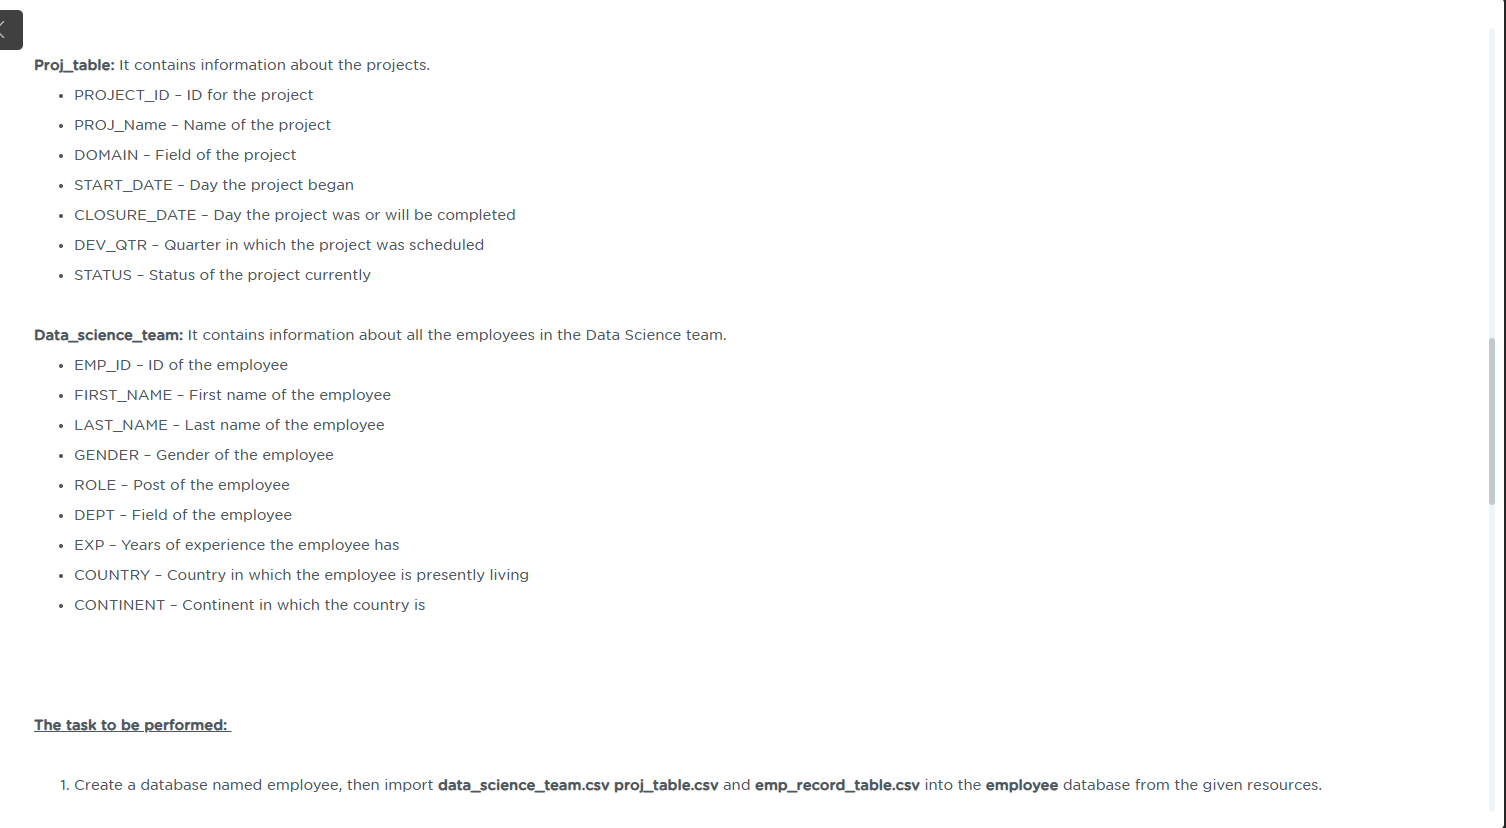 Proj_table: It contains information about the projects.
• PROJECT_ID – ID for the project
• PROJ_Name – Name of the project
• DOMAIN – Field of the project
• START_DATE – Day the project began
• CLOSURE_DATE – Day the project was or will be completed
• DEV_QTR – Quarter in which the project was scheduled
• STATUS – Status of the project currently
Data_science_team: It contains information about all the employees in the Data Science team.
• EMP_ID – ID of the employee
• FIRST_NAME – First name of the employee
• LAST_NAME – Last name of the employee
• GENDER – Gender of the employee
• ROLE – Post of the employee
• DEPT – Field of the employee
• EXP – Years of experience the employee has
• COUNTRY – Country in which the employee is presently living
• CONTINENT – Continent in which the country is
The task to be performed:
1. Create a database named employee, then import data_science_team.csv proj_table.csv and emp_record_table.csv into the employee database from the given resources.